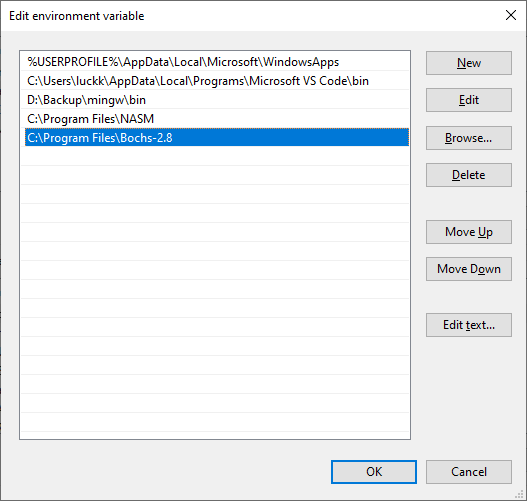 Edit environment variable
%USERPROFILE%\AppData\Local\Microsoft\WindowsApps
C:\Users\luckk\AppData\Local\Programs\Microsoft VS Code\bin
D:\Backup\mingw\bin
C:\Program Files\NASM
C:\Program Files\Bochs-2.8
New
Edit
Browse...
Delete
Move Up
Move Down
Edit text...
OK
Cancel